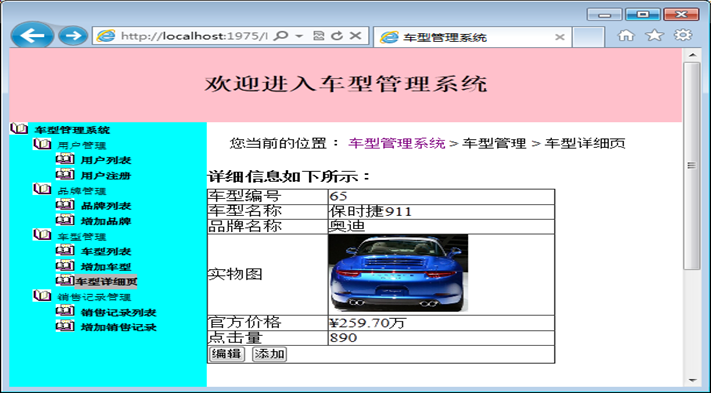 http://localhost:1975/
车型管理系统
欢迎进入车型管理系统
车型管理系统
用户管理
用户列表
用户注册
品牌管理
品牌列表
增加品牌
车型管理
车型列表
增加车型
车型详细页
销售记录管理
销售记录列表
增加销售记录
您当前的位置： 车型管理系统 > 车型管理 > 车型详细页
详细信息如下所示：
车型编号 65
车型名称 保时捷911
品牌名称 奥迪
实物图
官方价格 ¥259.70万
点击量 890
编辑 添加